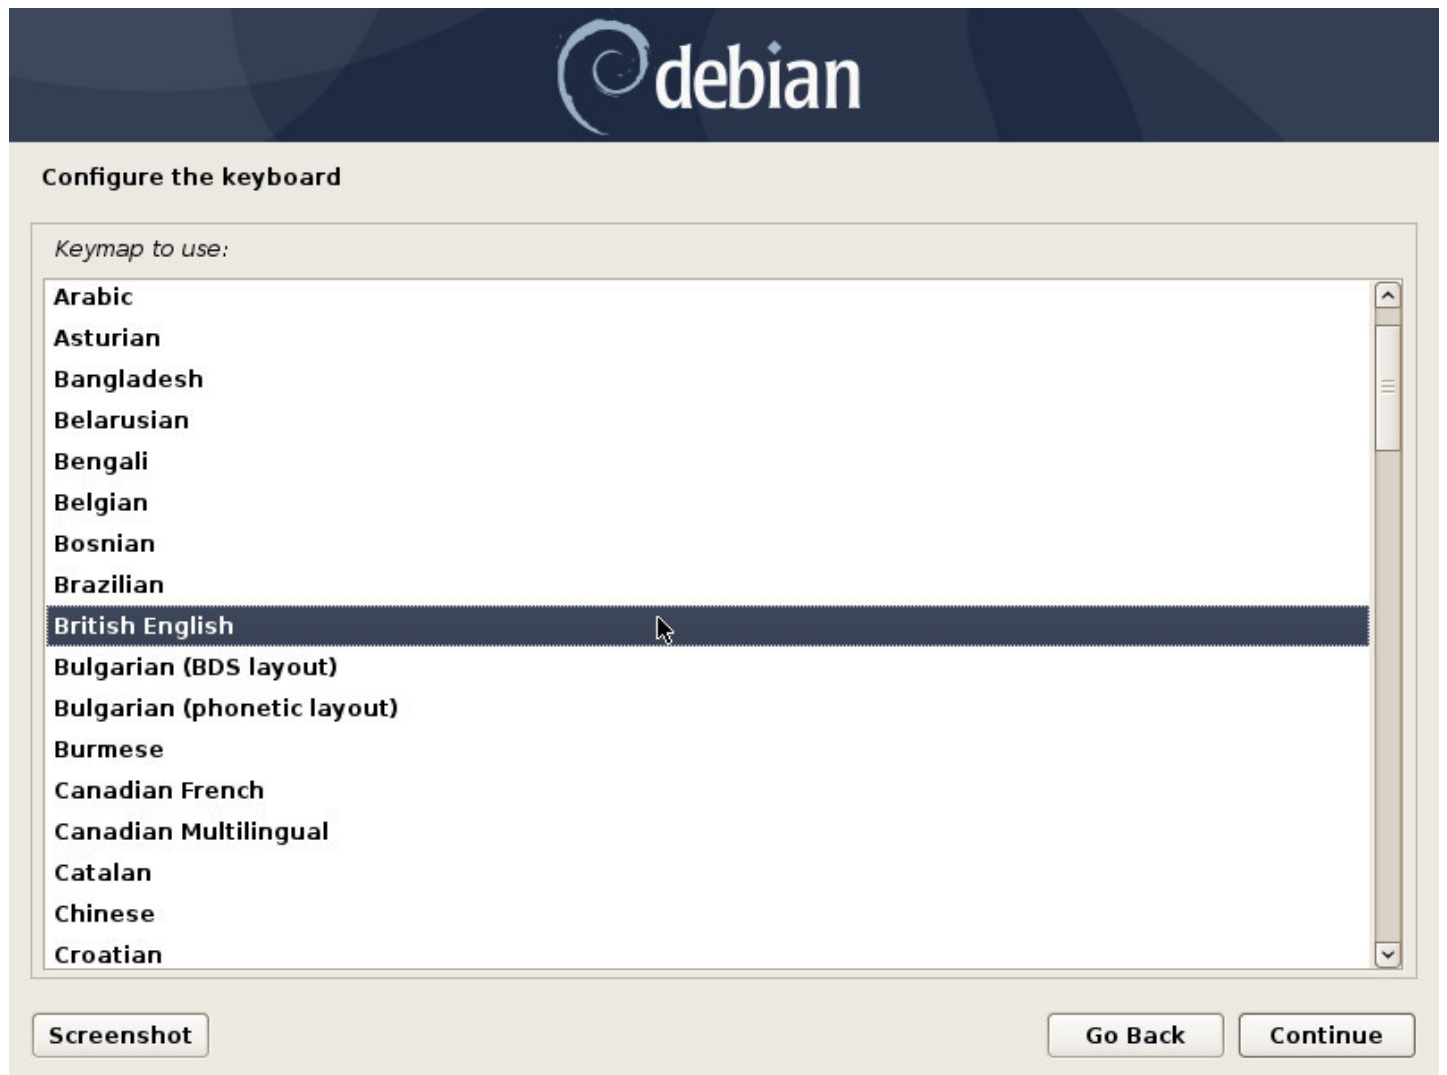 debian
Configure the keyboard
Keymap to use:
Arabic
Asturian
Bangladesh
Belarusian
Bengali
Belgian
Bosnian
Brazilian
British English
Bulgarian (BDS layout)
Bulgarian (phonetic layout)
Burmese
Canadian French
Canadian Multilingual
Catalan
Chinese
Croatian
Screenshot
Go Back
Continue